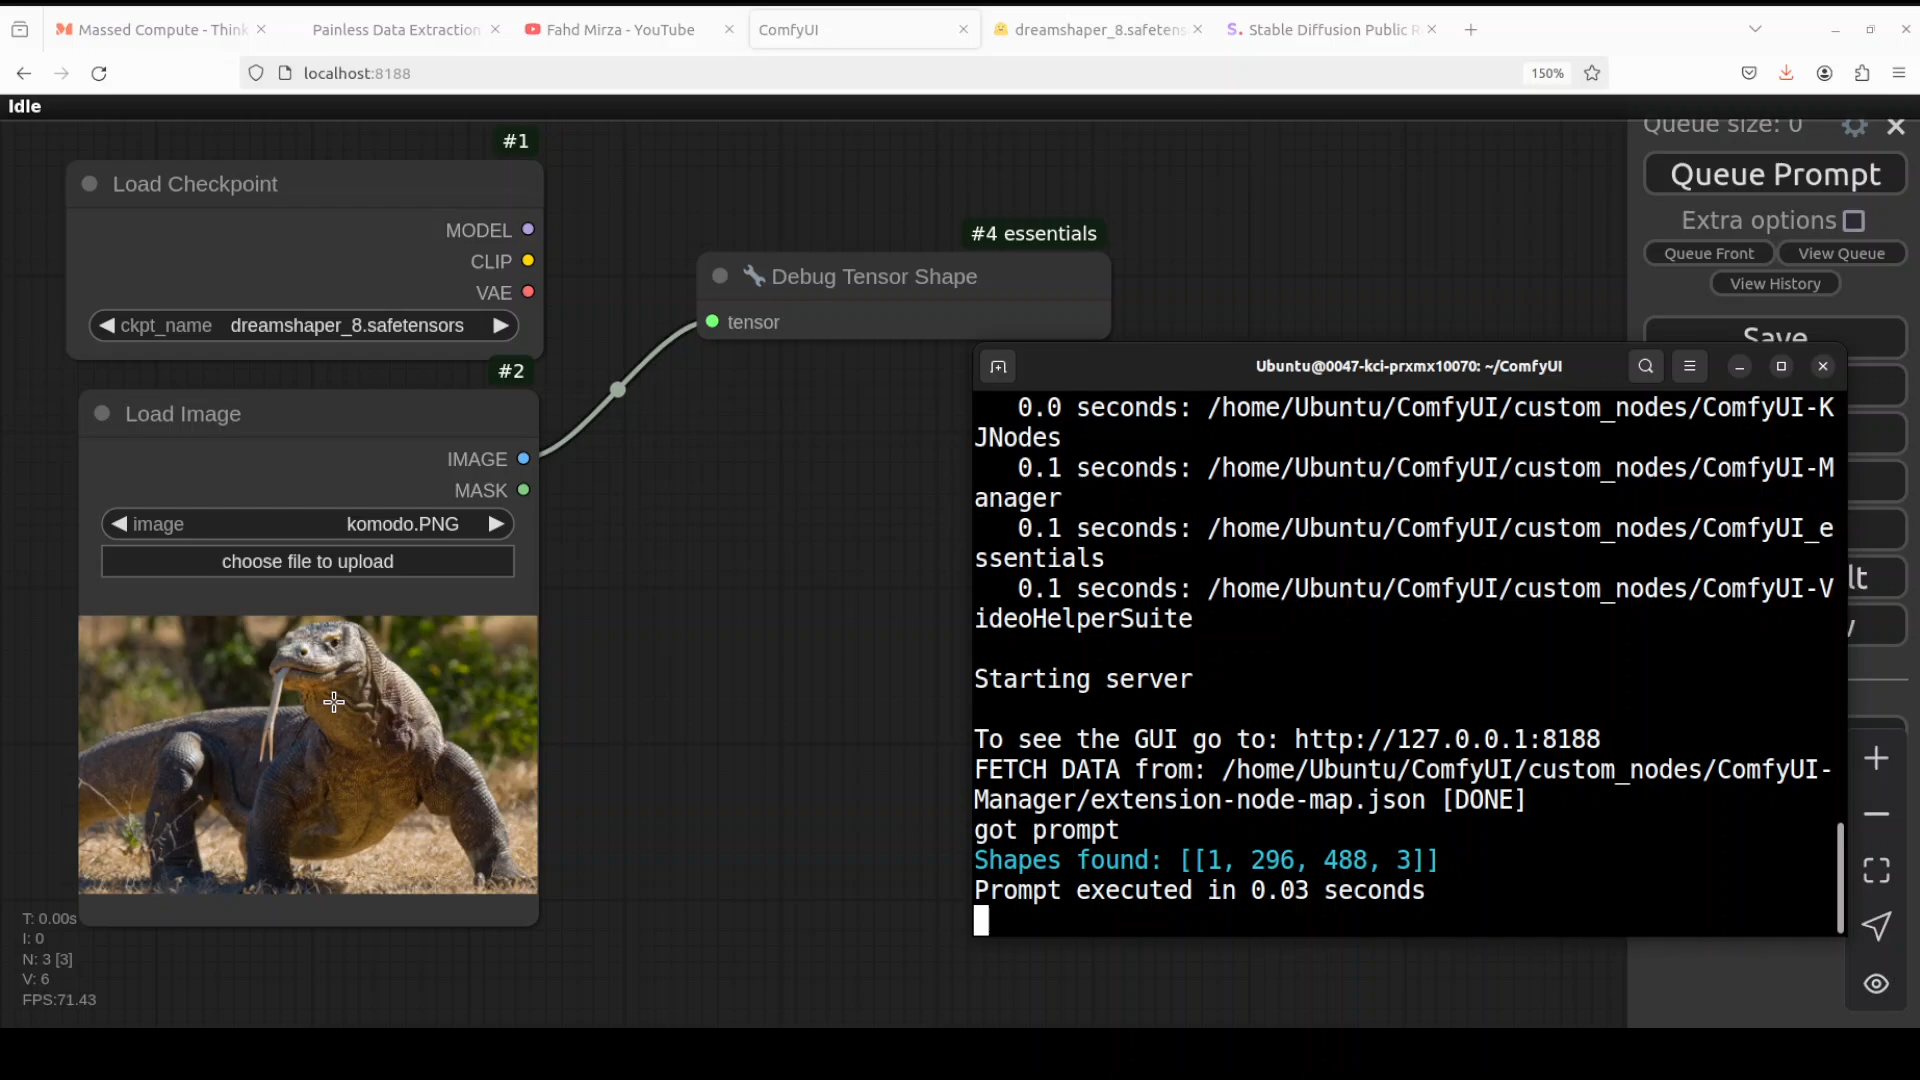 Massed Compute - Think
Painless Data Extraction
Fahd Mirza - YouTube
ComfyUI
dreamshaper_8.safetens
S. Stable Diffusion Public R
localhost:8188
150%
Idle
#1
Load Checkpoint
MODEL
CLIP
VAE
ckpt_name dreamshaper_8.safetensors
#2
Load Image
IMAGE
MASK
image komodo.PNG
choose file to upload
T: 0.00s
I: 0
N: 3 [3]
V: 6
FPS:71.43
#4 essentials
Debug Tensor Shape
tensor
Queue size: 0
Queue Prompt
Extra options
Queue Front
View Queue
View History
Save
lt
Ubuntu@0047-kci-prxmx10070: ~/ComfyUI
0.0 seconds: /home/Ubuntu/ComfyUI/custom_nodes/ComfyUI-K
JNodes
0.1 seconds: /home/Ubuntu/ComfyUI/custom_nodes/ComfyUI-M
anager
0.1 seconds: /home/Ubuntu/ComfyUI/custom_nodes/ComfyUI_e
ssentials
0.1 seconds: /home/Ubuntu/ComfyUI/custom_nodes/ComfyUI-V
ideoHelperSuite
Starting server
To see the GUI go to: http://127.0.0.1:8188
FETCH DATA from: /home/Ubuntu/ComfyUI/custom_nodes/ComfyUI-
Manager/extension-node-map.json [DONE]
got prompt
Shapes found: [[1, 296, 488, 3]]
Prompt executed in 0.03 seconds